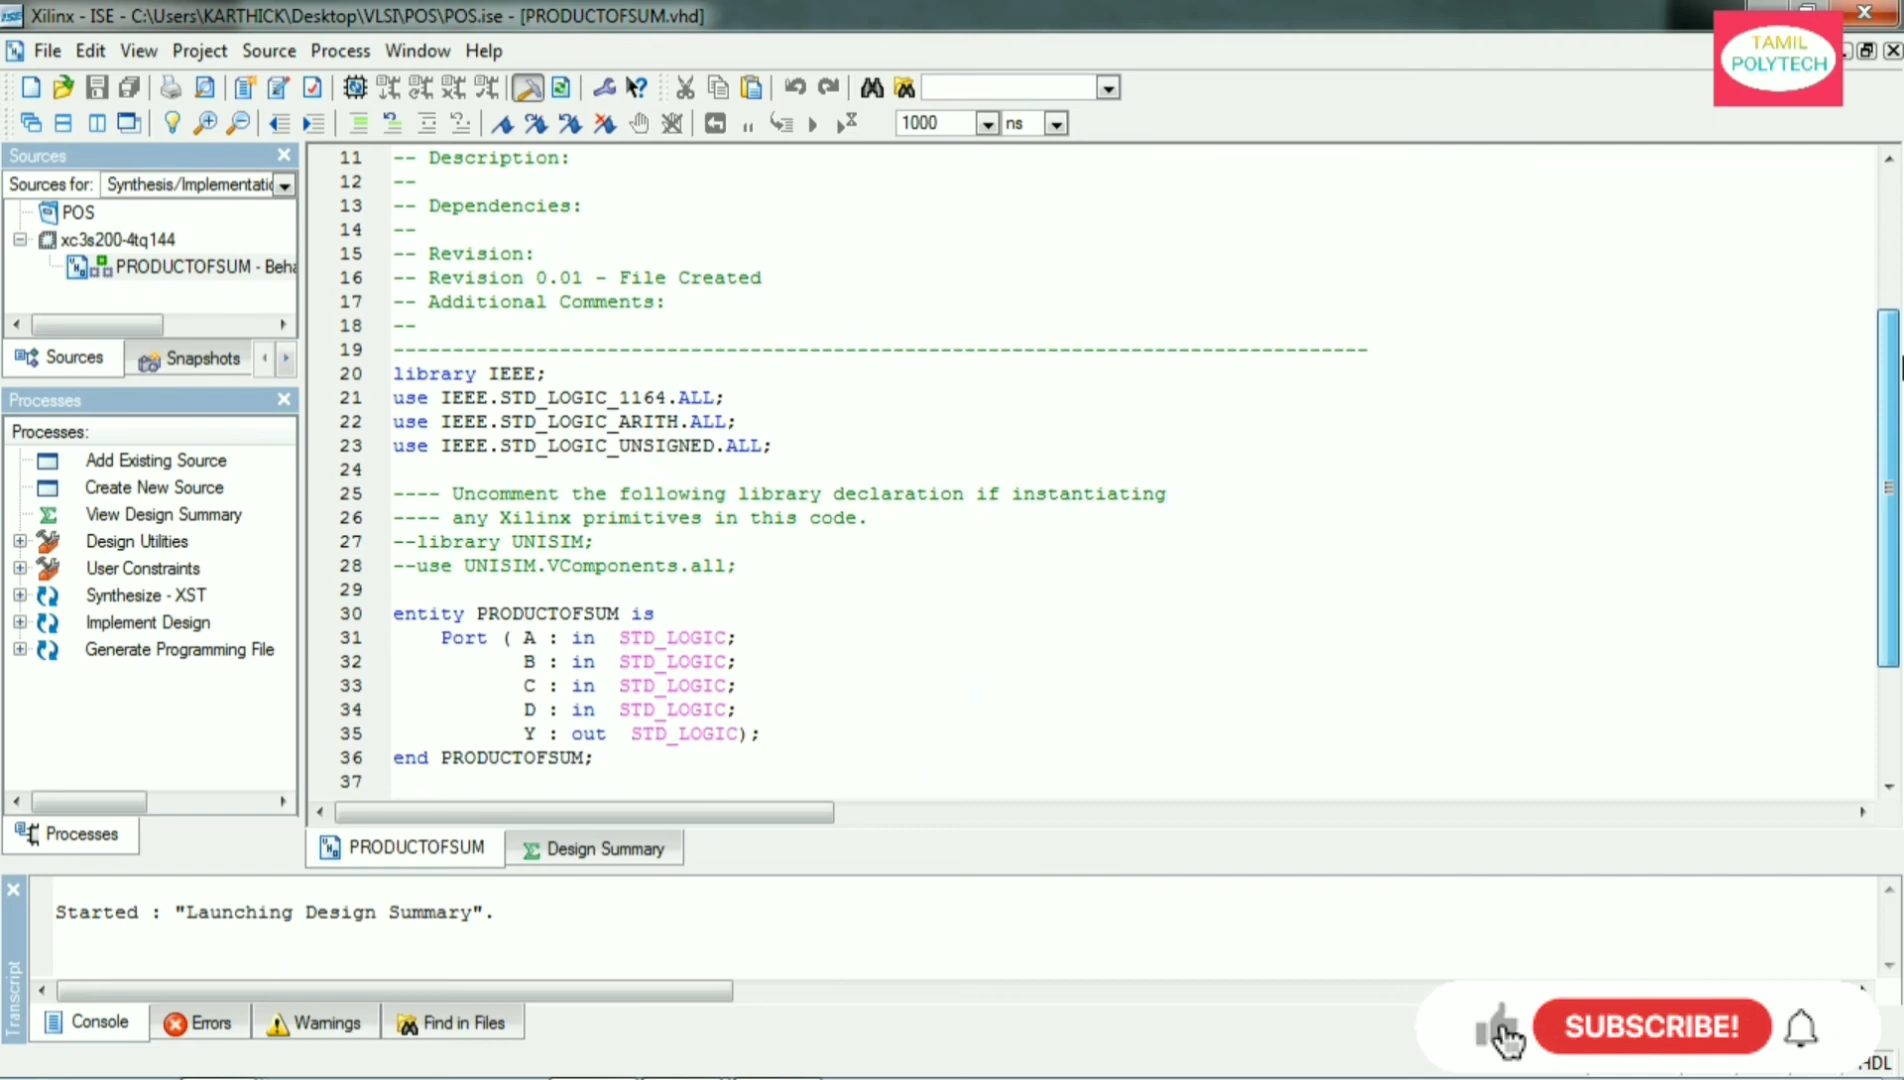 Xilinx - ISE - C:\Users\KARTHICK\Desktop\VLSI\POS\POS.ise - [PRODUCTOFSUM.vhd]
File Edit View Project Source Process Window Help
TAMIL
POLYTECH
1000 ns
Sources
Sources for: Synthesis/Implementatic
POS
xc3s200-4tq144
PRODUCTOFSUM - Beha
Sources Snapshots
Processes
Processes:
Add Existing Source
Create New Source
View Design Summary
Design Utilities
User Constraints
Synthesize - XST
Implement Design
Generate Programming File
Processes
11 -- Description:
12 --
13 -- Dependencies:
14 --
15 -- Revision:
16 -- Revision 0.01 - File Created
17 -- Additional Comments:
18 --
19 ----------------------------------------------------------------------------------
20 library IEEE;
21 use IEEE.STD_LOGIC_1164.ALL;
22 use IEEE.STD_LOGIC_ARITH.ALL;
23 use IEEE.STD_LOGIC_UNSIGNED.ALL;
24
25 ---- Uncomment the following library declaration if instantiating
26 ---- any Xilinx primitives in this code.
27 --library UNISIM;
28 --use UNISIM.VComponents.all;
29
30 entity PRODUCTOFSUM is
31 Port ( A : in STD_LOGIC;
32 B : in STD_LOGIC;
33 C : in STD_LOGIC;
34 D : in STD_LOGIC;
35 Y : out STD_LOGIC);
36 end PRODUCTOFSUM;
37
PRODUCTOFSUM Design Summary
Started : "Launching Design Summary".
Transcript
Console Errors Warnings Find in Files
SUBSCRIBE!
HDL